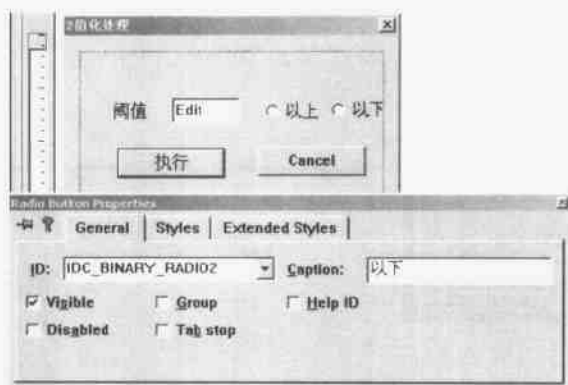 2值化处理
阈值 Edit 以上 以下
执行 Cancel
Radio Button Properties
General Styles Extended Styles
ID: IDC_BINARY_RADIO2 Caption: 以下
Visible Group Help ID
Disabled Tab stop